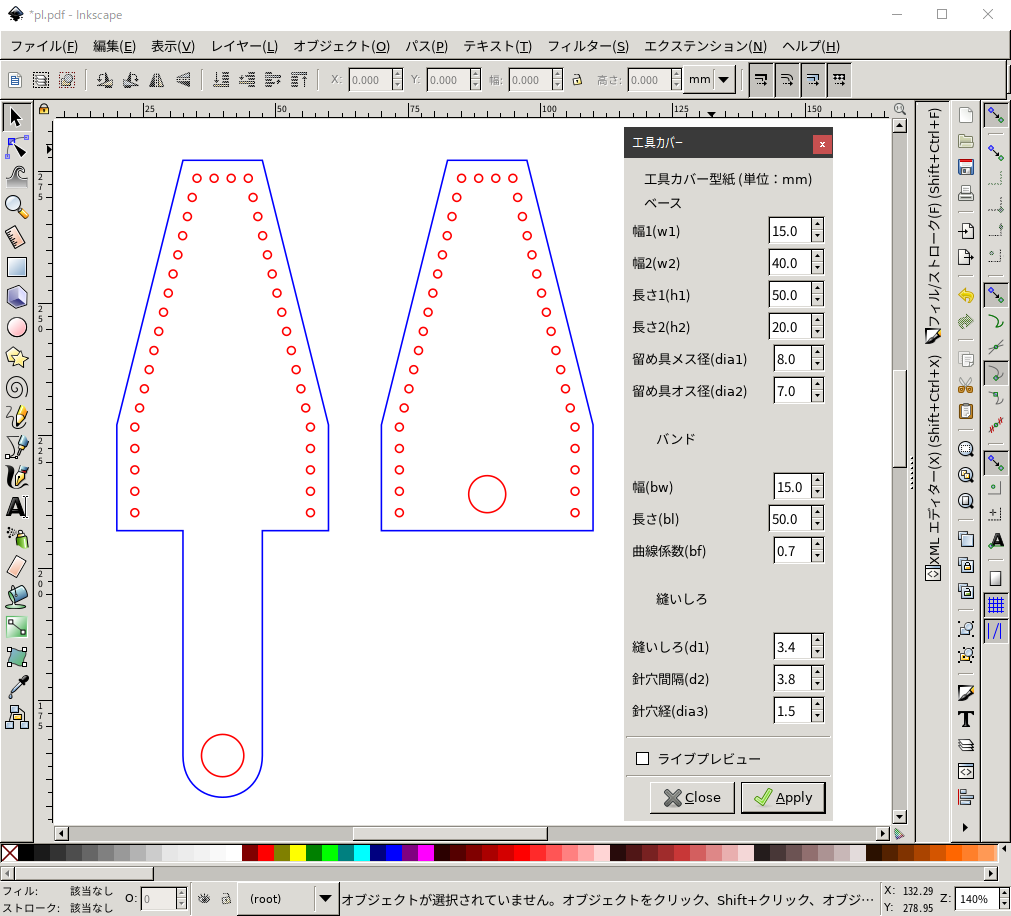 *pl.pdf - Inkscape
ファイル(F) 編集(E) 表示(V) レイヤー(L) オブジェクト(O) パス(P) テキスト(T) フィルター(S) エクステンション(N) ヘルプ(H)
X: 0.000 Y: 0.000 幅: 0.000 高さ: 0.000 mm
25 50 75 100 125 150
275
250
225
200
175
工具カバー
x
工具カバー型紙 (単位：mm)
ベース
幅1(w1) 15.0
幅2(w2) 40.0
長さ1(h1) 50.0
長さ2(h2) 20.0
留め具メス径(dia1) 8.0
留め具オス径(dia2) 7.0
バンド
幅(bw) 15.0
長さ(bl) 50.0
曲線係数(bf) 0.7
縫いしろ
縫いしろ(d1) 3.4
針穴間隔(d2) 3.8
針穴経(dia3) 1.5
ライブプレビュー
Close Apply
フィル/ストローク(F) (Shift+Ctrl+F)
XML エディター(X) (Shift+Ctrl+X)
フィル: 該当なし
ストローク: 該当なし
O: 0
(root)
オブジェクトが選択されていません。オブジェクトをクリック、Shift+クリック、オブジ…
X: 132.29
Y: 278.95
Z: 140%